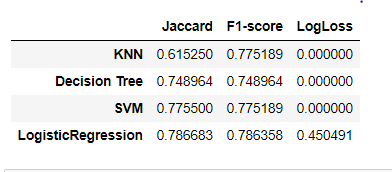 Jaccard F1-score LogLoss
KNN 0.615250 0.775189 0.000000
Decision Tree 0.748964 0.748964 0.000000
SVM 0.775500 0.775189 0.000000
LogisticRegression 0.786683 0.786358 0.450491